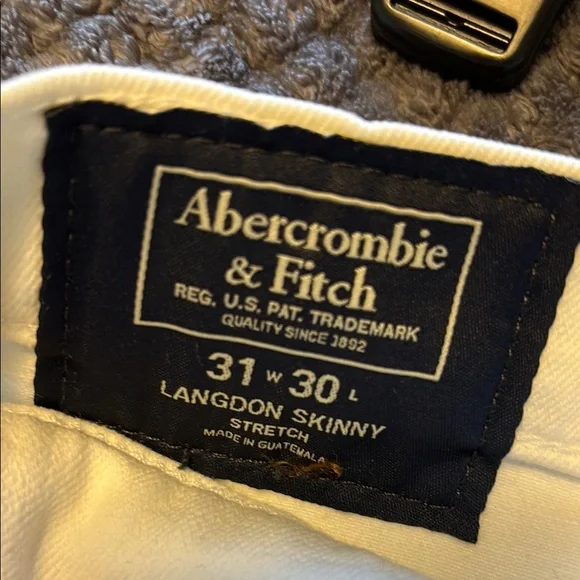 Abercrombie
& Fitch
REG. U.S. PAT. TRADEMARK
QUALITY SINCE 1892
31 W 30 L
LANGDON SKINNY
STRETCH
MADE IN GUATEMALA